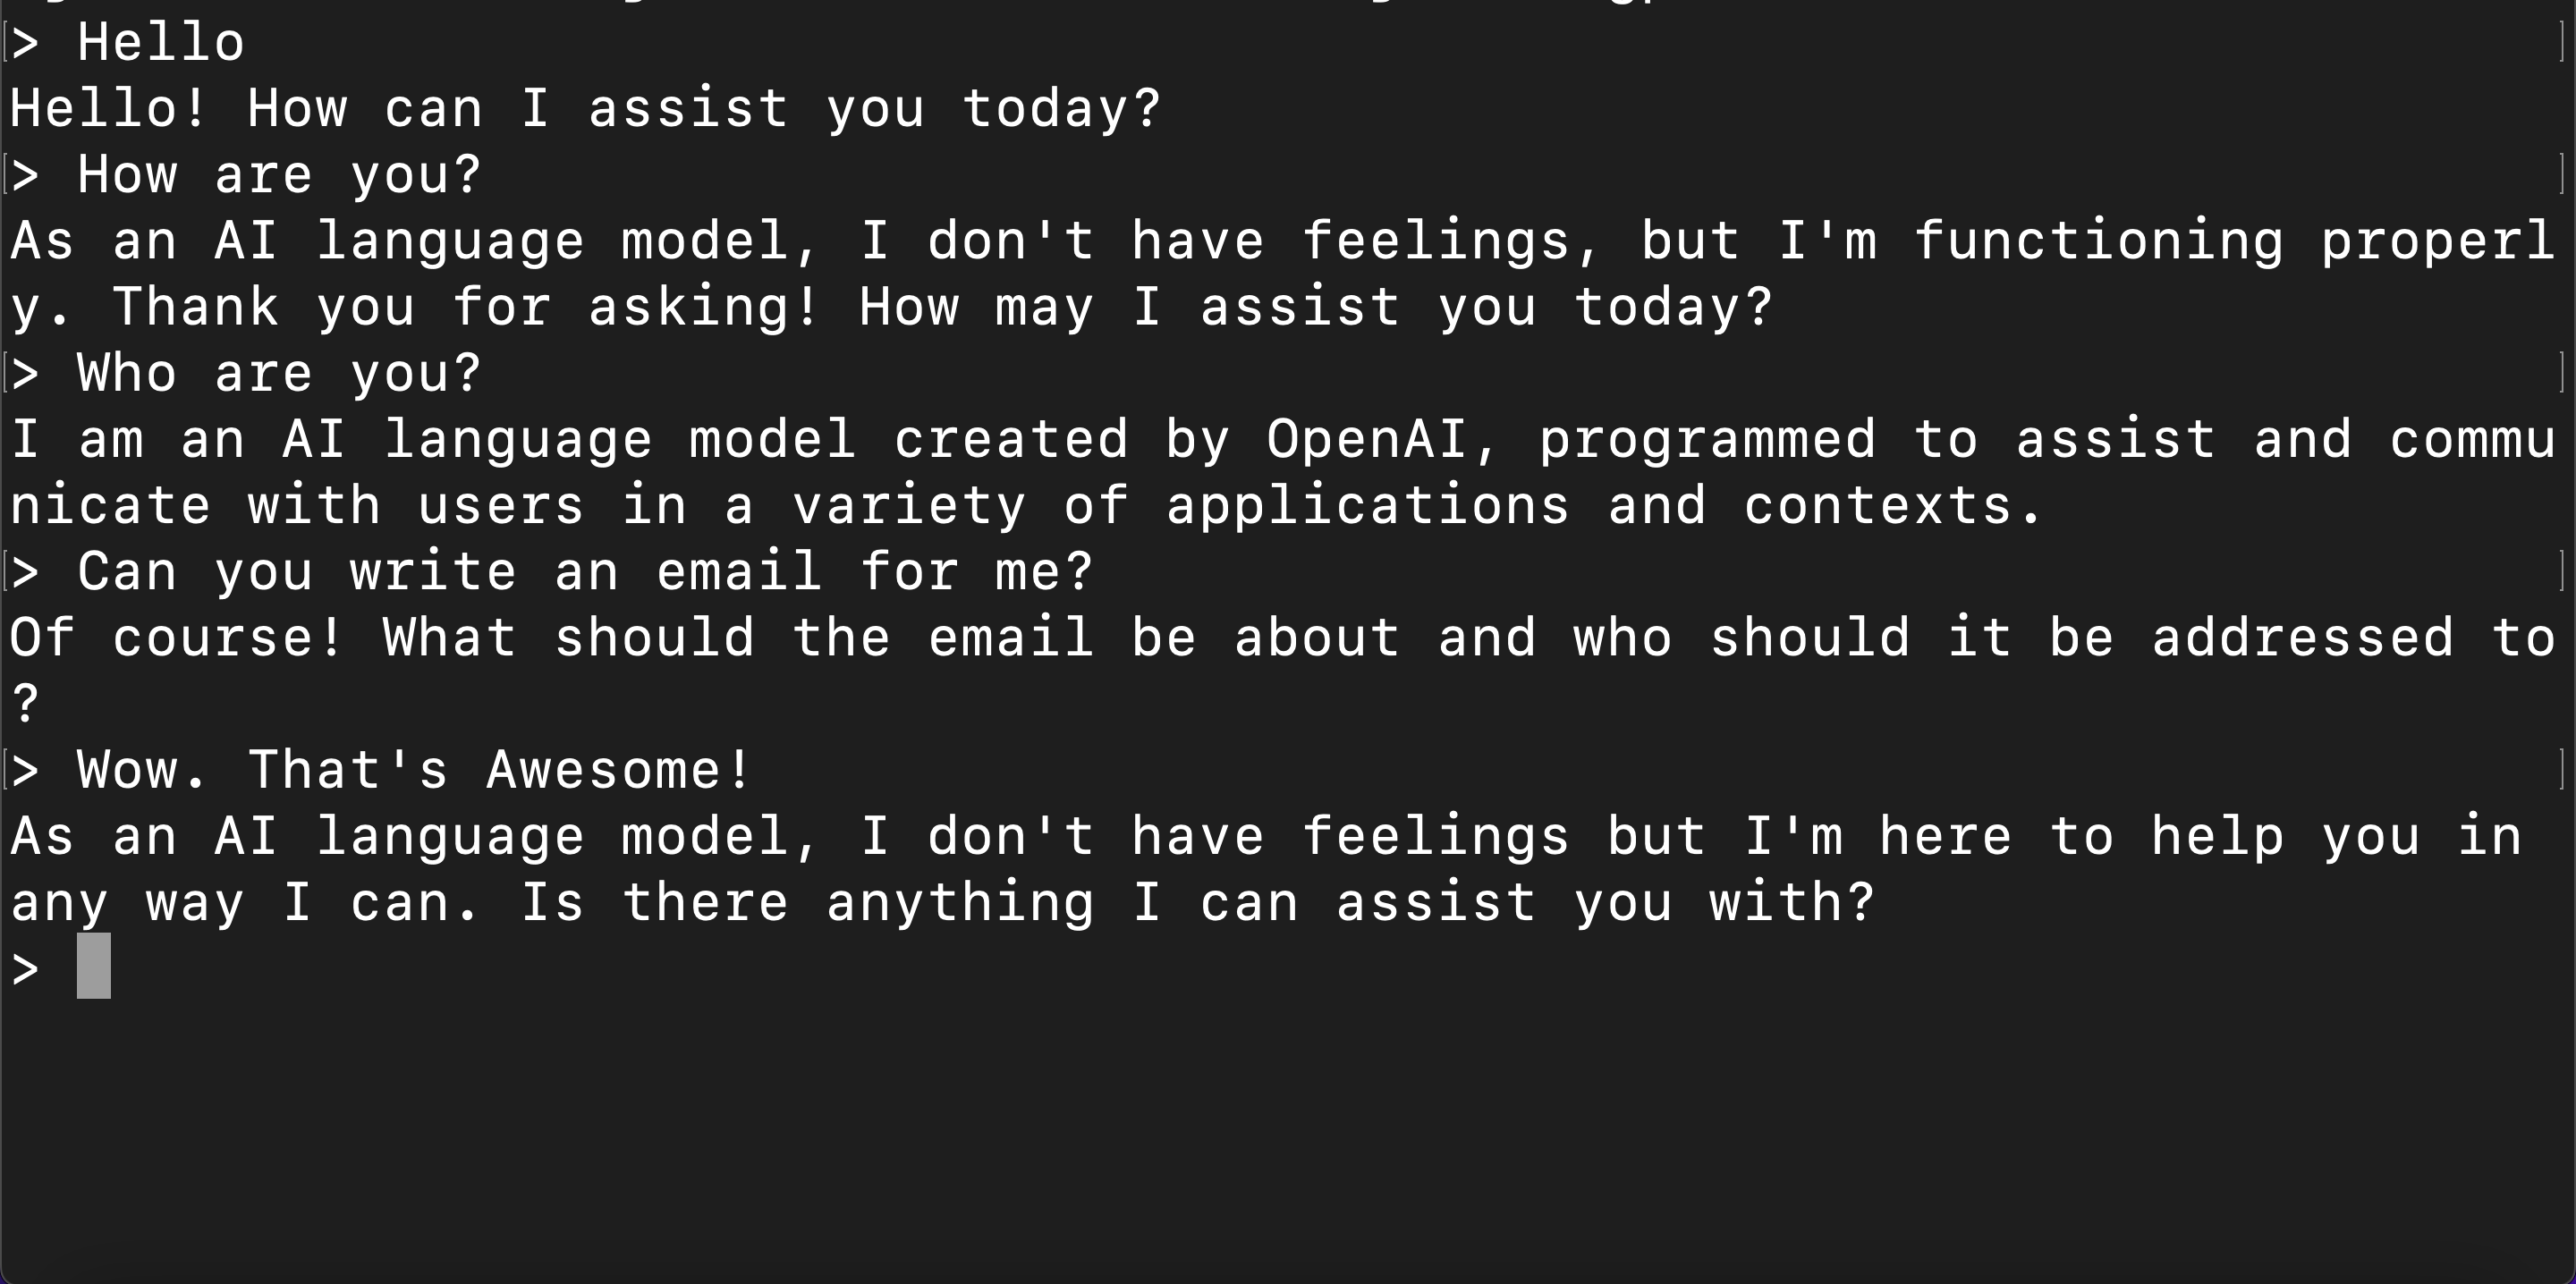 > Hello
Hello! How can I assist you today?
> How are you?
As an AI language model, I don't have feelings, but I'm functioning properl
y. Thank you for asking! How may I assist you today?
> Who are you?
I am an AI language model created by OpenAI, programmed to assist and commu
nicate with users in a variety of applications and contexts.
> Can you write an email for me?
Of course! What should the email be about and who should it be addressed to
?
> Wow. That's Awesome!
As an AI language model, I don't have feelings but I'm here to help you in
any way I can. Is there anything I can assist you with?
>